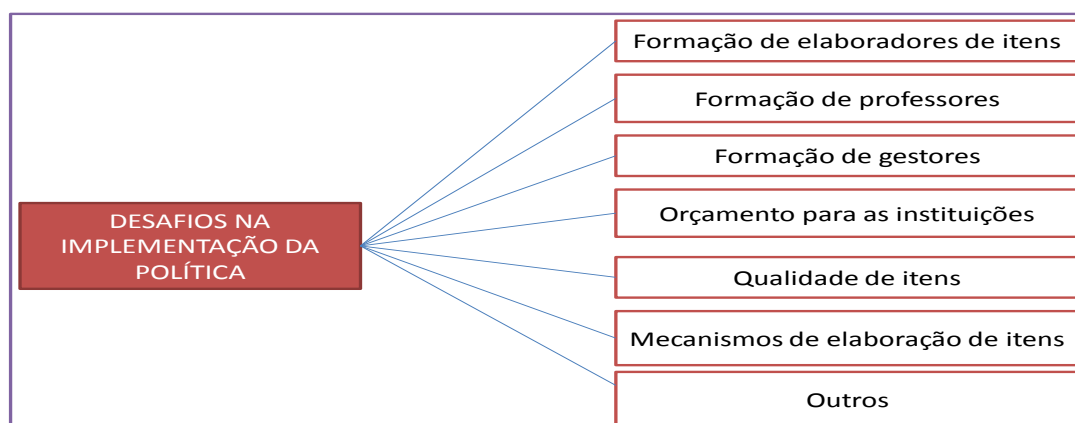 Formação de elaboradores de itens
Formação de professores
Formação de gestores
DESAFIOS NA
IMPLEMENTAÇÃO DA
POLÍTICA
Orçamento para as instituições
Qualidade de itens
Mecanismos de elaboração de itens
Outros